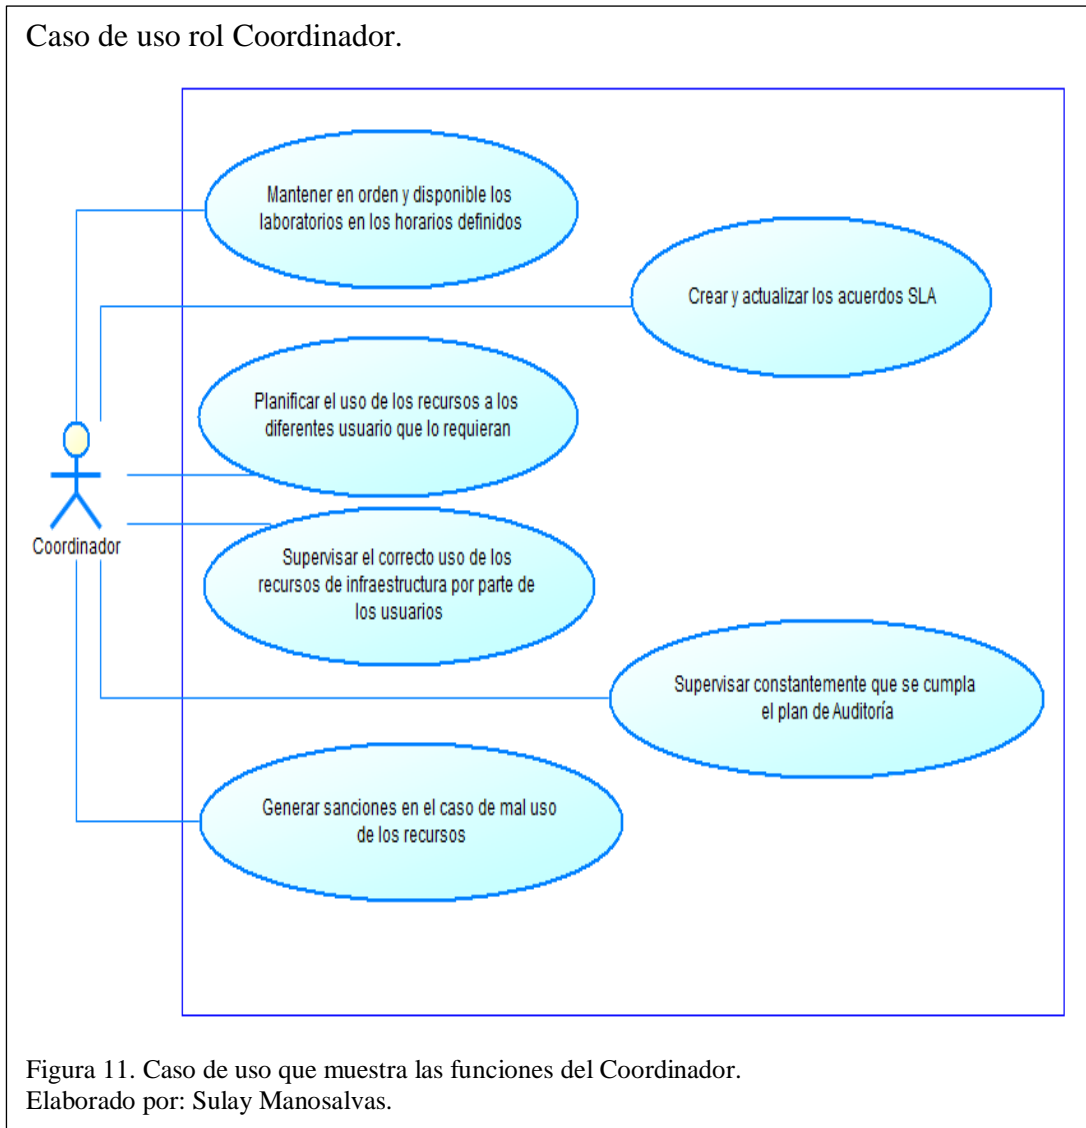 Caso de uso rol Coordinador.
Mantener en orden y disponible los
laboratorios en los horarios definidos
Crear y actualizar los acuerdos SLA
Planificar el uso de los recursos a los
diferentes usuario que lo requieran
Coordinador
Supervisar el correcto uso de los
recursos de infraestructura por parte de
los usuarios
Supervisar constantemente que se cumpla
el plan de Auditoría
Generar sanciones en el caso de mal uso
de los recursos
Figura 11. Caso de uso que muestra las funciones del Coordinador.
Elaborado por: Sulay Manosalvas.